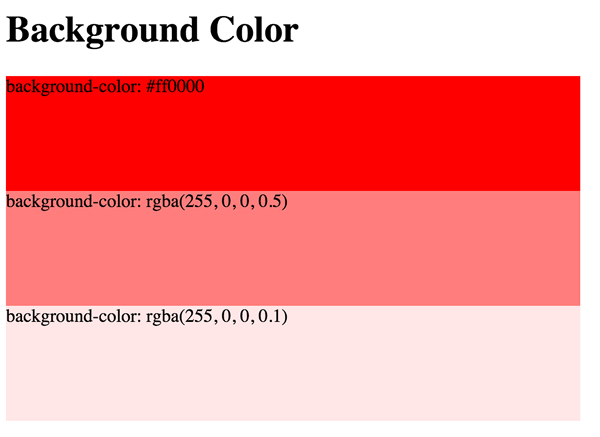 Background Color
background-color: #ff0000
background-color: rgba(255, 0, 0, 0.5)
background-color: rgba(255, 0, 0, 0.1)